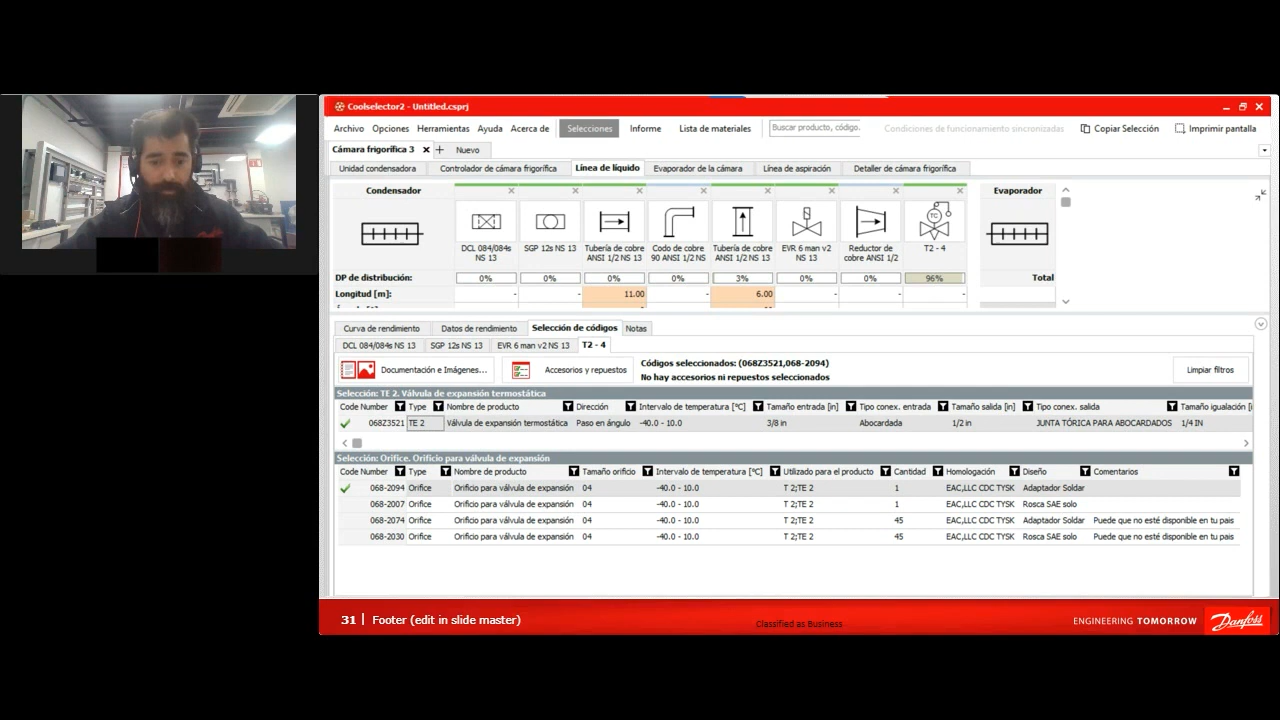 Coolselector2 - Untitled.csprj
Archivo Opciones Herramientas Ayuda Acerca de Selecciones Informe Lista de materiales Buscar producto, código. Condiciones de funcionamiento sincronizadas Copiar Selección Imprimir pantalla
Cámara frigorífica 3 Nuevo
Unidad condensadora Controlador de cámara frigorífica Línea de líquido Evaporador de la cámara Línea de aspiración Detaller de cámara frigorífica
Condensador Evaporador
TC
DCL 084/084s SGP 12s NS 13 Tubería de cobre Codo de cobre Tubería de cobre EVR 6 man v2 Reductor de T2 - 4
NS 13 ANSI 1/2 NS 13 90 ANSI 1/2 NS ANSI 1/2 NS 13 NS 13 cobre ANSI 1/2
DP de distribución: 0% 0% 0% 0% 3% 0% 0% 96% Total
Longitud [m]: - - 11.00 - 6.00 - - -
Curva de rendimiento Datos de rendimiento Selección de códigos Notas
DCL 084/084s NS 13 SGP 12s NS 13 EVR 6 man v2 NS 13 T2 - 4
Documentación e Imágenes... Accesorios y repuestos Códigos seleccionados: (068Z3521,068-2094) Limpiar filtros
No hay accesorios ni repuestos seleccionados
Selección: TE 2. Válvula de expansión termostática
Code Number Type Nombre de producto Dirección Intervalo de temperatura [°C] Tamaño entrada [in] Tipo conex. entrada Tamaño salida [in] Tipo conex. salida Tamaño igualación [i
068Z3521 TE 2 Válvula de expansión termostática Paso en ángulo -40.0 - 10.0 3/8 in Abocardada 1/2 in JUNTA TÓRICA PARA ABOCARDADOS 1/4 IN
Selección: Orifice. Orificio para válvula de expansión
Code Number Type Nombre de producto Tamaño orificio Intervalo de temperatura [°C] Utilizado para el producto Cantidad Homologación Diseño Comentarios
068-2094 Orifice Orificio para válvula de expansión 04 -40.0 - 10.0 T 2;TE 2 1 EAC,LLC CDC TYSK Adaptador Soldar
068-2007 Orifice Orificio para válvula de expansión 04 -40.0 - 10.0 T 2;TE 2 1 EAC,LLC CDC TYSK Rosca SAE solo
068-2074 Orifice Orificio para válvula de expansión 04 -40.0 - 10.0 T 2;TE 2 45 EAC,LLC CDC TYSK Adaptador Soldar Puede que no esté disponible en tu pais
068-2030 Orifice Orificio para válvula de expansión 04 -40.0 - 10.0 T 2;TE 2 45 EAC,LLC CDC TYSK Rosca SAE solo Puede que no esté disponible en tu pais
31 | Footer (edit in slide master) Classified as Business ENGINEERING TOMORROW Danfoss